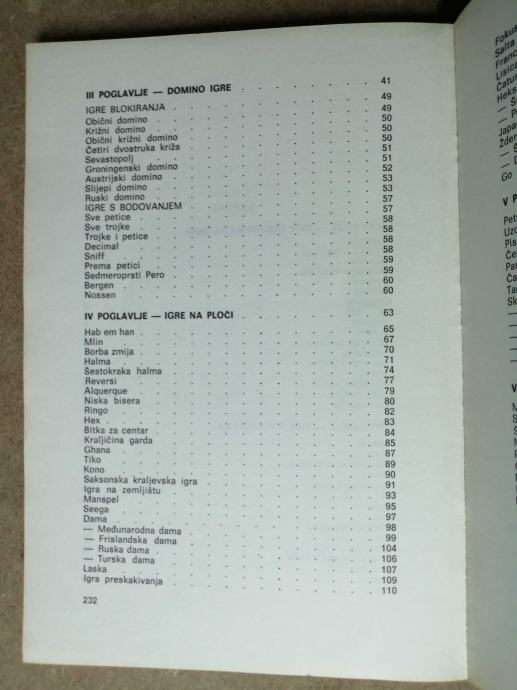 III POGLAVLJE — DOMINO IGRE . . . . . . . . 41
IGRE BLOKIRANJA . . . . . . . . . . 49
Obični domino . . . . . . . . . . 49
Križni domino . . . . . . . . . . 50
Obični križni domino . . . . . . . . . . 50
Četiri dvostruka križa . . . . . . . . . . 50
Sevastopolj . . . . . . . . . . 51
Groningenski domino . . . . . . . . . . 51
Austrijski domino . . . . . . . . . . 52
Slijepi domino . . . . . . . . . . 53
Ruski domino . . . . . . . . . . 53
IGRE S BODOVANJEM . . . . . . . . . . 57
Sve petice . . . . . . . . . . 57
Sve trojke . . . . . . . . . . 58
Trojke i petice . . . . . . . . . . 58
Decimal . . . . . . . . . . 58
Sniff . . . . . . . . . . 58
Prema petici . . . . . . . . . . 59
Sedmeroprsti Pero . . . . . . . . . . 59
Bergen . . . . . . . . . . 60
Nossen . . . . . . . . . . 60
IV POGLAVLJE — IGRE NA PLOČI . . . . . . . . 63
Hab em han . . . . . . . . . . 65
Mlin . . . . . . . . . . 67
Borba zmija . . . . . . . . . . 70
Halma . . . . . . . . . . 71
Šestokraka halma . . . . . . . . . . 74
Reversi . . . . . . . . . . 77
Alquerque . . . . . . . . . . 79
Niska bisera . . . . . . . . . . 80
Ringo . . . . . . . . . . 82
Hex . . . . . . . . . . 83
Bitka za centar . . . . . . . . . . 84
Kraljičina garda . . . . . . . . . . 85
Ghana . . . . . . . . . . 87
Tiko . . . . . . . . . . 89
Kono . . . . . . . . . . 90
Saksonska kraljevska igra . . . . . . . . . . 91
Igra na zemljištu . . . . . . . . . . 93
Manspel . . . . . . . . . . 95
Seega . . . . . . . . . . 97
Dama . . . . . . . . . . 98
— Međunarodna dama . . . . . . . . . . 99
— Frislandska dama . . . . . . . . . . 104
— Ruska dama . . . . . . . . . . 106
— Turska dama . . . . . . . . . . 107
Laska . . . . . . . . . . 109
Igra preskakivanja . . . . . . . . . . 110
232
Fokus
Salta
Go
V P